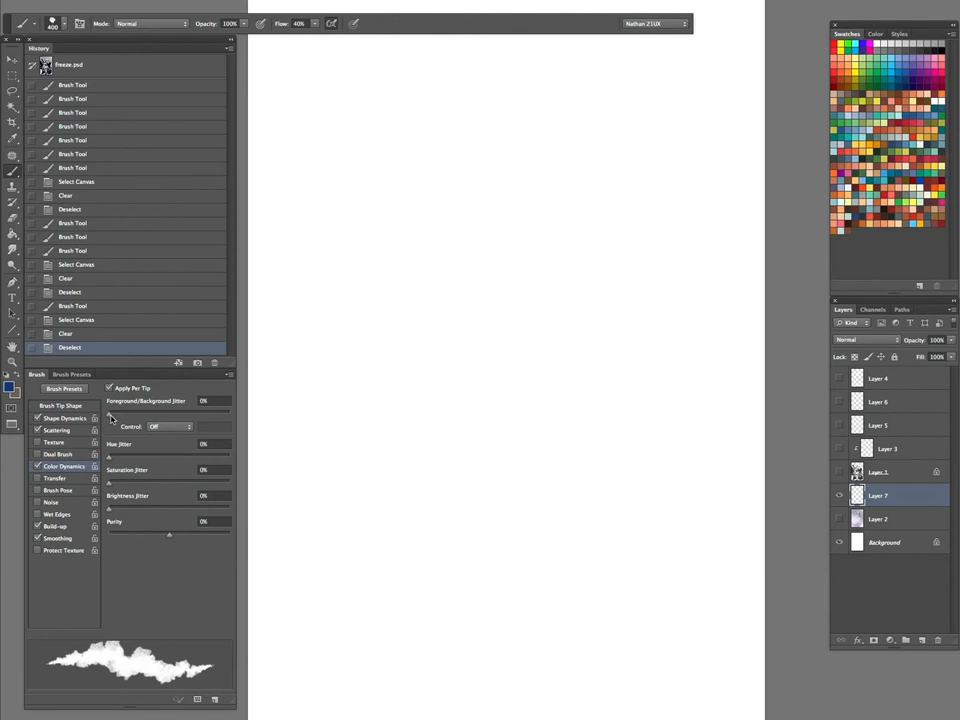 400 Mode: Normal Opacity: 100% Flow: 40% Nathan 21UX
History
freeze.psd
Brush Tool
Brush Tool
Brush Tool
Brush Tool
Brush Tool
Brush Tool
Brush Tool
Select Canvas
Clear
Deselect
Brush Tool
Brush Tool
Brush Tool
Select Canvas
Clear
Deselect
Brush Tool
Select Canvas
Clear
Deselect
Brush Brush Presets
Brush Presets Apply Per Tip
Brush Tip Shape Foreground/Background Jitter 0%
Shape Dynamics
Scattering Control: Off
Texture Hue Jitter 0%
Dual Brush
Color Dynamics Saturation Jitter 0%
Transfer
Brush Pose Brightness Jitter 0%
Noise
Wet Edges
Build-up Purity 0%
Smoothing
Protect Texture
Swatches Color Styles
Layers Channels Paths
Kind
Normal Opacity: 100%
Lock: Fill: 100%
Layer 4
Layer 6
Layer 5
Layer 3
Layer 1
Layer 7
Layer 2
Background